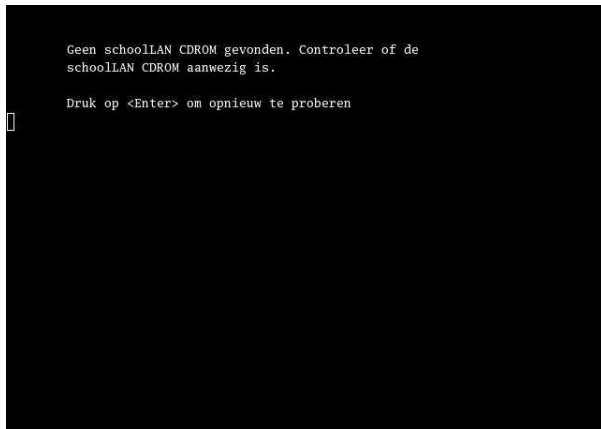 Geen schoolLAN CDROM gevonden. Controleer of de
schoolLAN CDROM aanwezig is.
Druk op <Enter> om opnieuw te proberen